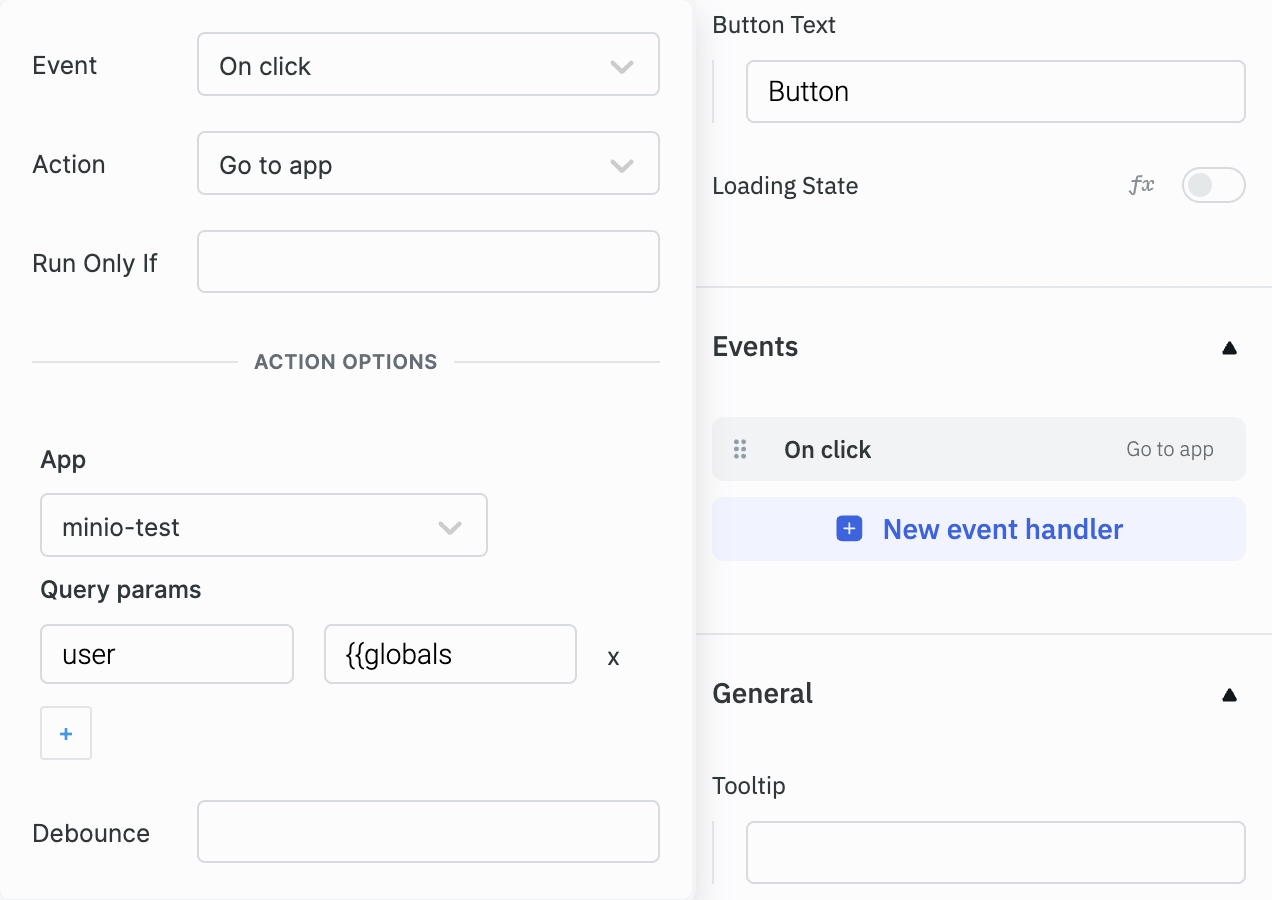 Event
On click
Action
Go to app
Run Only If
ACTION OPTIONS
App
minio-test
Query params
user
{{globals
x
+
Debounce
Button Text
Button
Loading State
fx
Events
On click
Go to app
+ New event handler
General
Tooltip